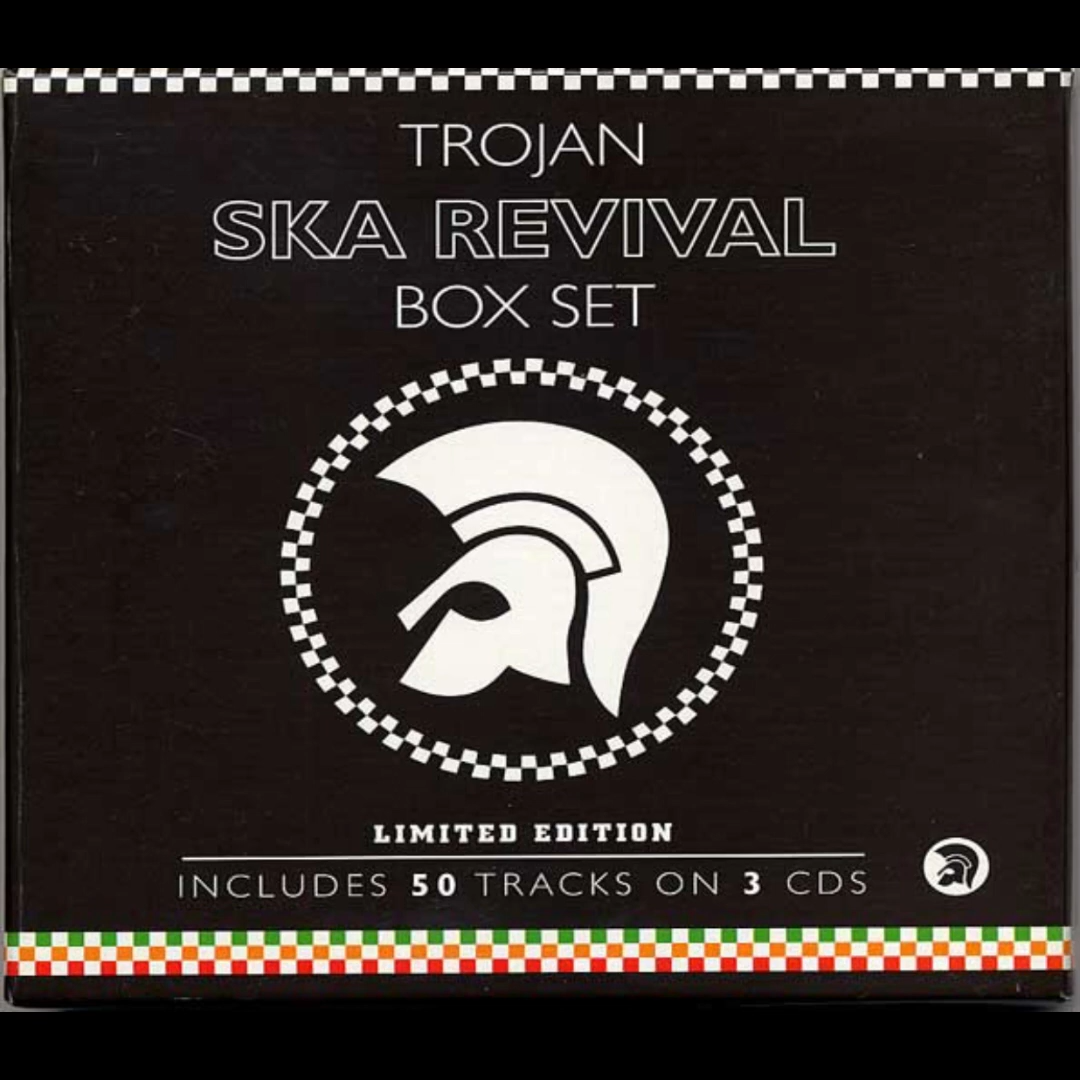 TROJAN
SKA REVIVAL
BOX SET
LIMITED EDITION
INCLUDES 50 TRACKS ON 3 CDS